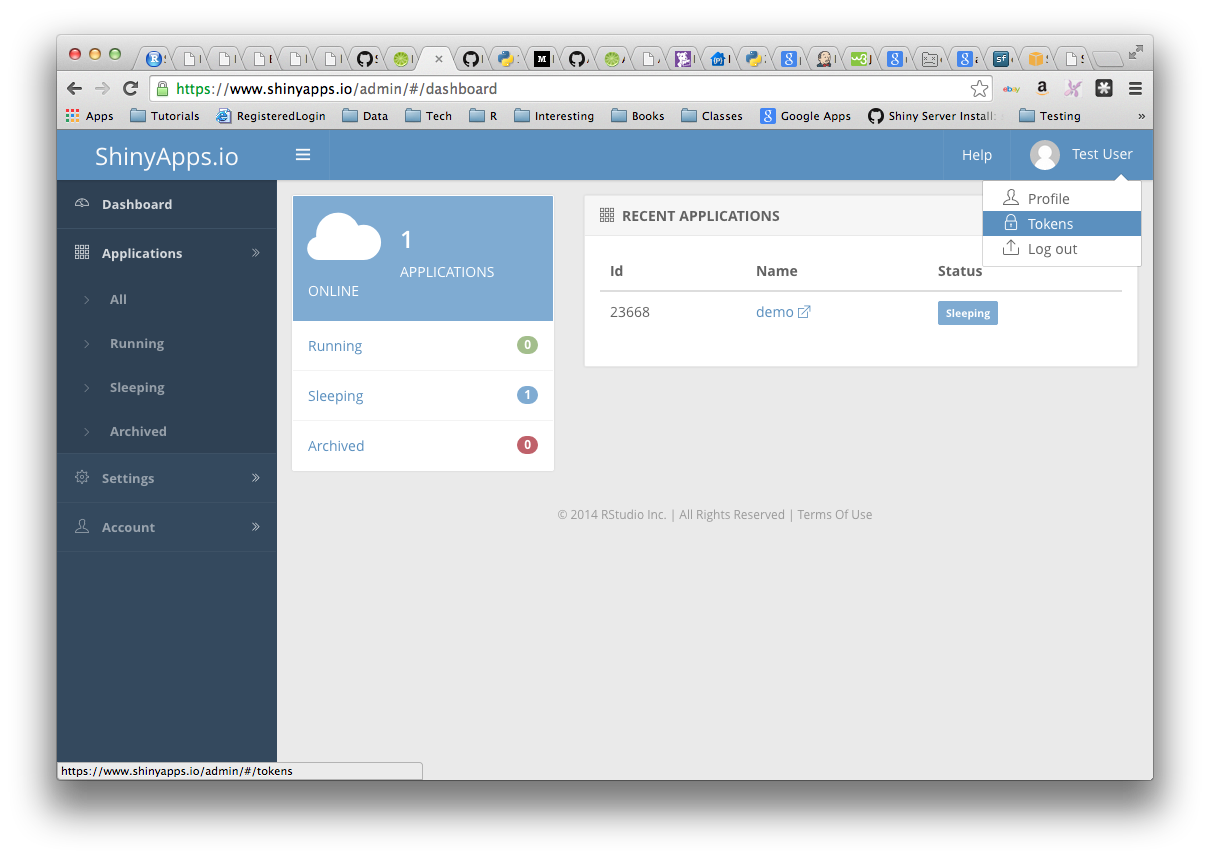 https://www.shinyapps.io/admin/#/dashboard
Apps Tutorials RegisteredLogin Data Tech R Interesting Books Classes Google Apps Shiny Server Install: Testing »
ShinyApps.io
Help
Test User
Profile
Tokens
Log out
Dashboard
Applications
All
Running
Sleeping
Archived
Settings
Account
1
APPLICATIONS
ONLINE
Running 0
Sleeping 1
Archived 0
RECENT APPLICATIONS
Id Name Status
23668 demo Sleeping
© 2014 RStudio Inc. | All Rights Reserved | Terms Of Use
https://www.shinyapps.io/admin/#/tokens